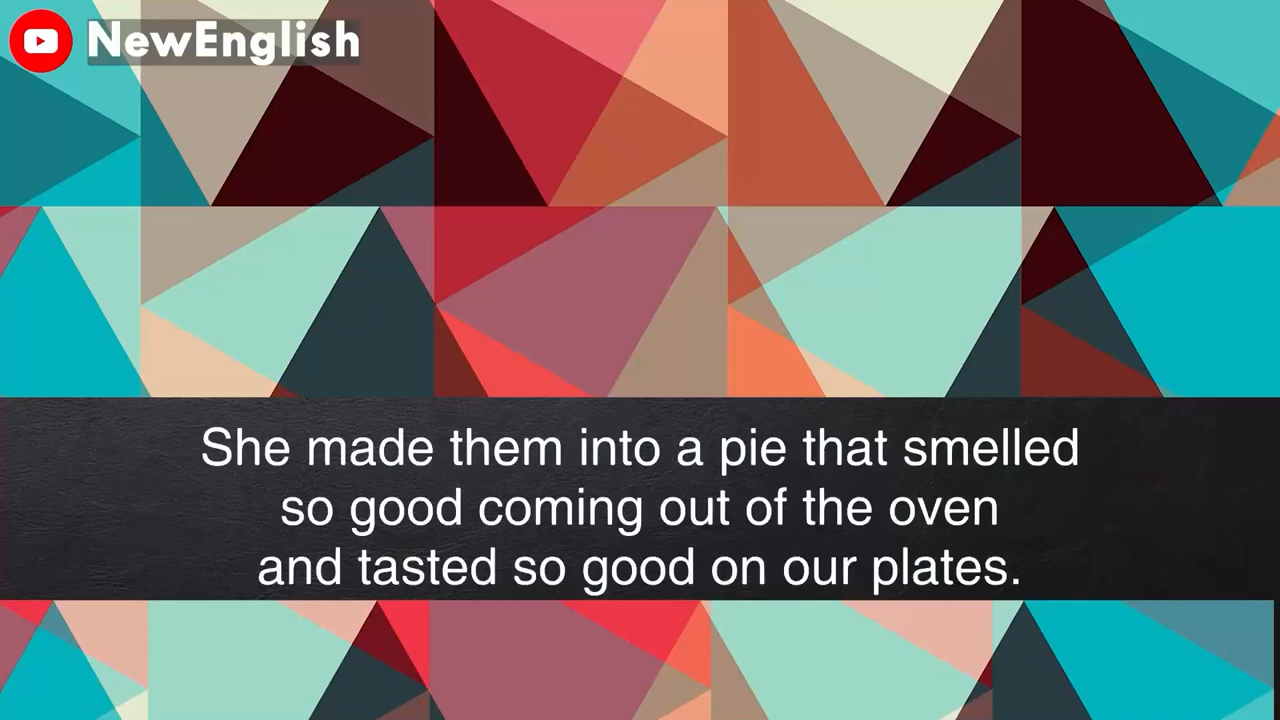 NewEnglish
She made them into a pie that smelled
so good coming out of the oven
and tasted so good on our plates.